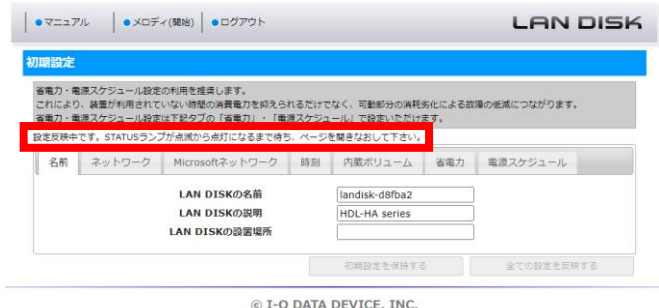 ●マニュアル ●メロディ(開始) ●ログアウト LAN DISK
初期設定
省電力・電源スケジュール設定の利用を推奨します。
これにより、装置が利用されていない時間の消費電力を抑えられるだけでなく、可動部分の消耗劣化による故障の低減につながります。
省電力・電源スケジュール設定は下記タブの「省電力」・「電源スケジュール」で設定いただけます。
設定反映中です。STATUSランプが点滅から点灯になるまで待ち、ページを開きなおして下さい。
名前 ネットワーク Microsoftネットワーク 時刻 内蔵ボリューム 省電力 電源スケジュール
LAN DISKの名前 landisk-d8fba2
LAN DISKの説明 HDL-HA series
LAN DISKの設置場所
初期設定を保持する 全ての設定を反映する
© I-O DATA DEVICE, INC.